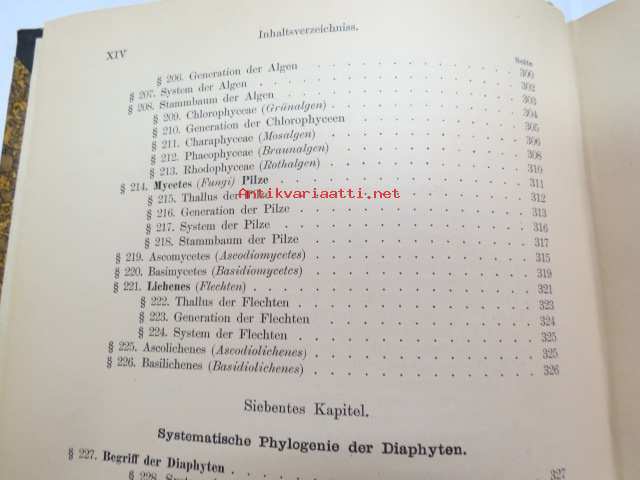 Inhaltsverzeichniss.
XIV
Seite
§ 206. Generation der Algen . . . . . . . . . . 300
§ 207. System der Algen . . . . . . . . . . 302
§ 208. Stammbaum der Algen . . . . . . . . . . 303
§ 209. Chlorophyceae (Grünalgen) . . . . . . . . . . 304
§ 210. Generation der Chlorophyceen . . . . . . . . . . 305
§ 211. Charaphyceae (Mosalgen) . . . . . . . . . . 306
§ 212. Phaeophyceae (Braunalgen) . . . . . . . . . . 308
§ 213. Rhodophyceae (Rothalgen) . . . . . . . . . . 310
§ 214. Mycetes (Fungi) Pilze . . . . . . . . . . 311
§ 215. Thallus der Pilze . . . . . . . . . . 312
Antikvariaatti.net
§ 216. Generation der Pilze . . . . . . . . . . 313
§ 217. System der Pilze . . . . . . . . . . 316
§ 218. Stammbaum der Pilze . . . . . . . . . . 317
§ 219. Ascomycetes (Ascodiomycetes) . . . . . . . . . . 315
§ 220. Basimycetes (Basidiomycetes) . . . . . . . . . . 319
§ 221. Lichenes (Flechten) . . . . . . . . . . 321
§ 222. Thallus der Flechten . . . . . . . . . . 323
§ 223. Generation der Flechten . . . . . . . . . . 324
§ 224. System der Flechten . . . . . . . . . . 325
§ 225. Ascolichenes (Ascodiolichenes) . . . . . . . . . . 325
§ 226. Basilichenes (Basidiolichenes) . . . . . . . . . . 326
Siebentes Kapitel.
Systematische Phylogenie der Diaphyten.
§ 227. Begriff der Diaphyten . . . . . . . . . . 327
§ 228.